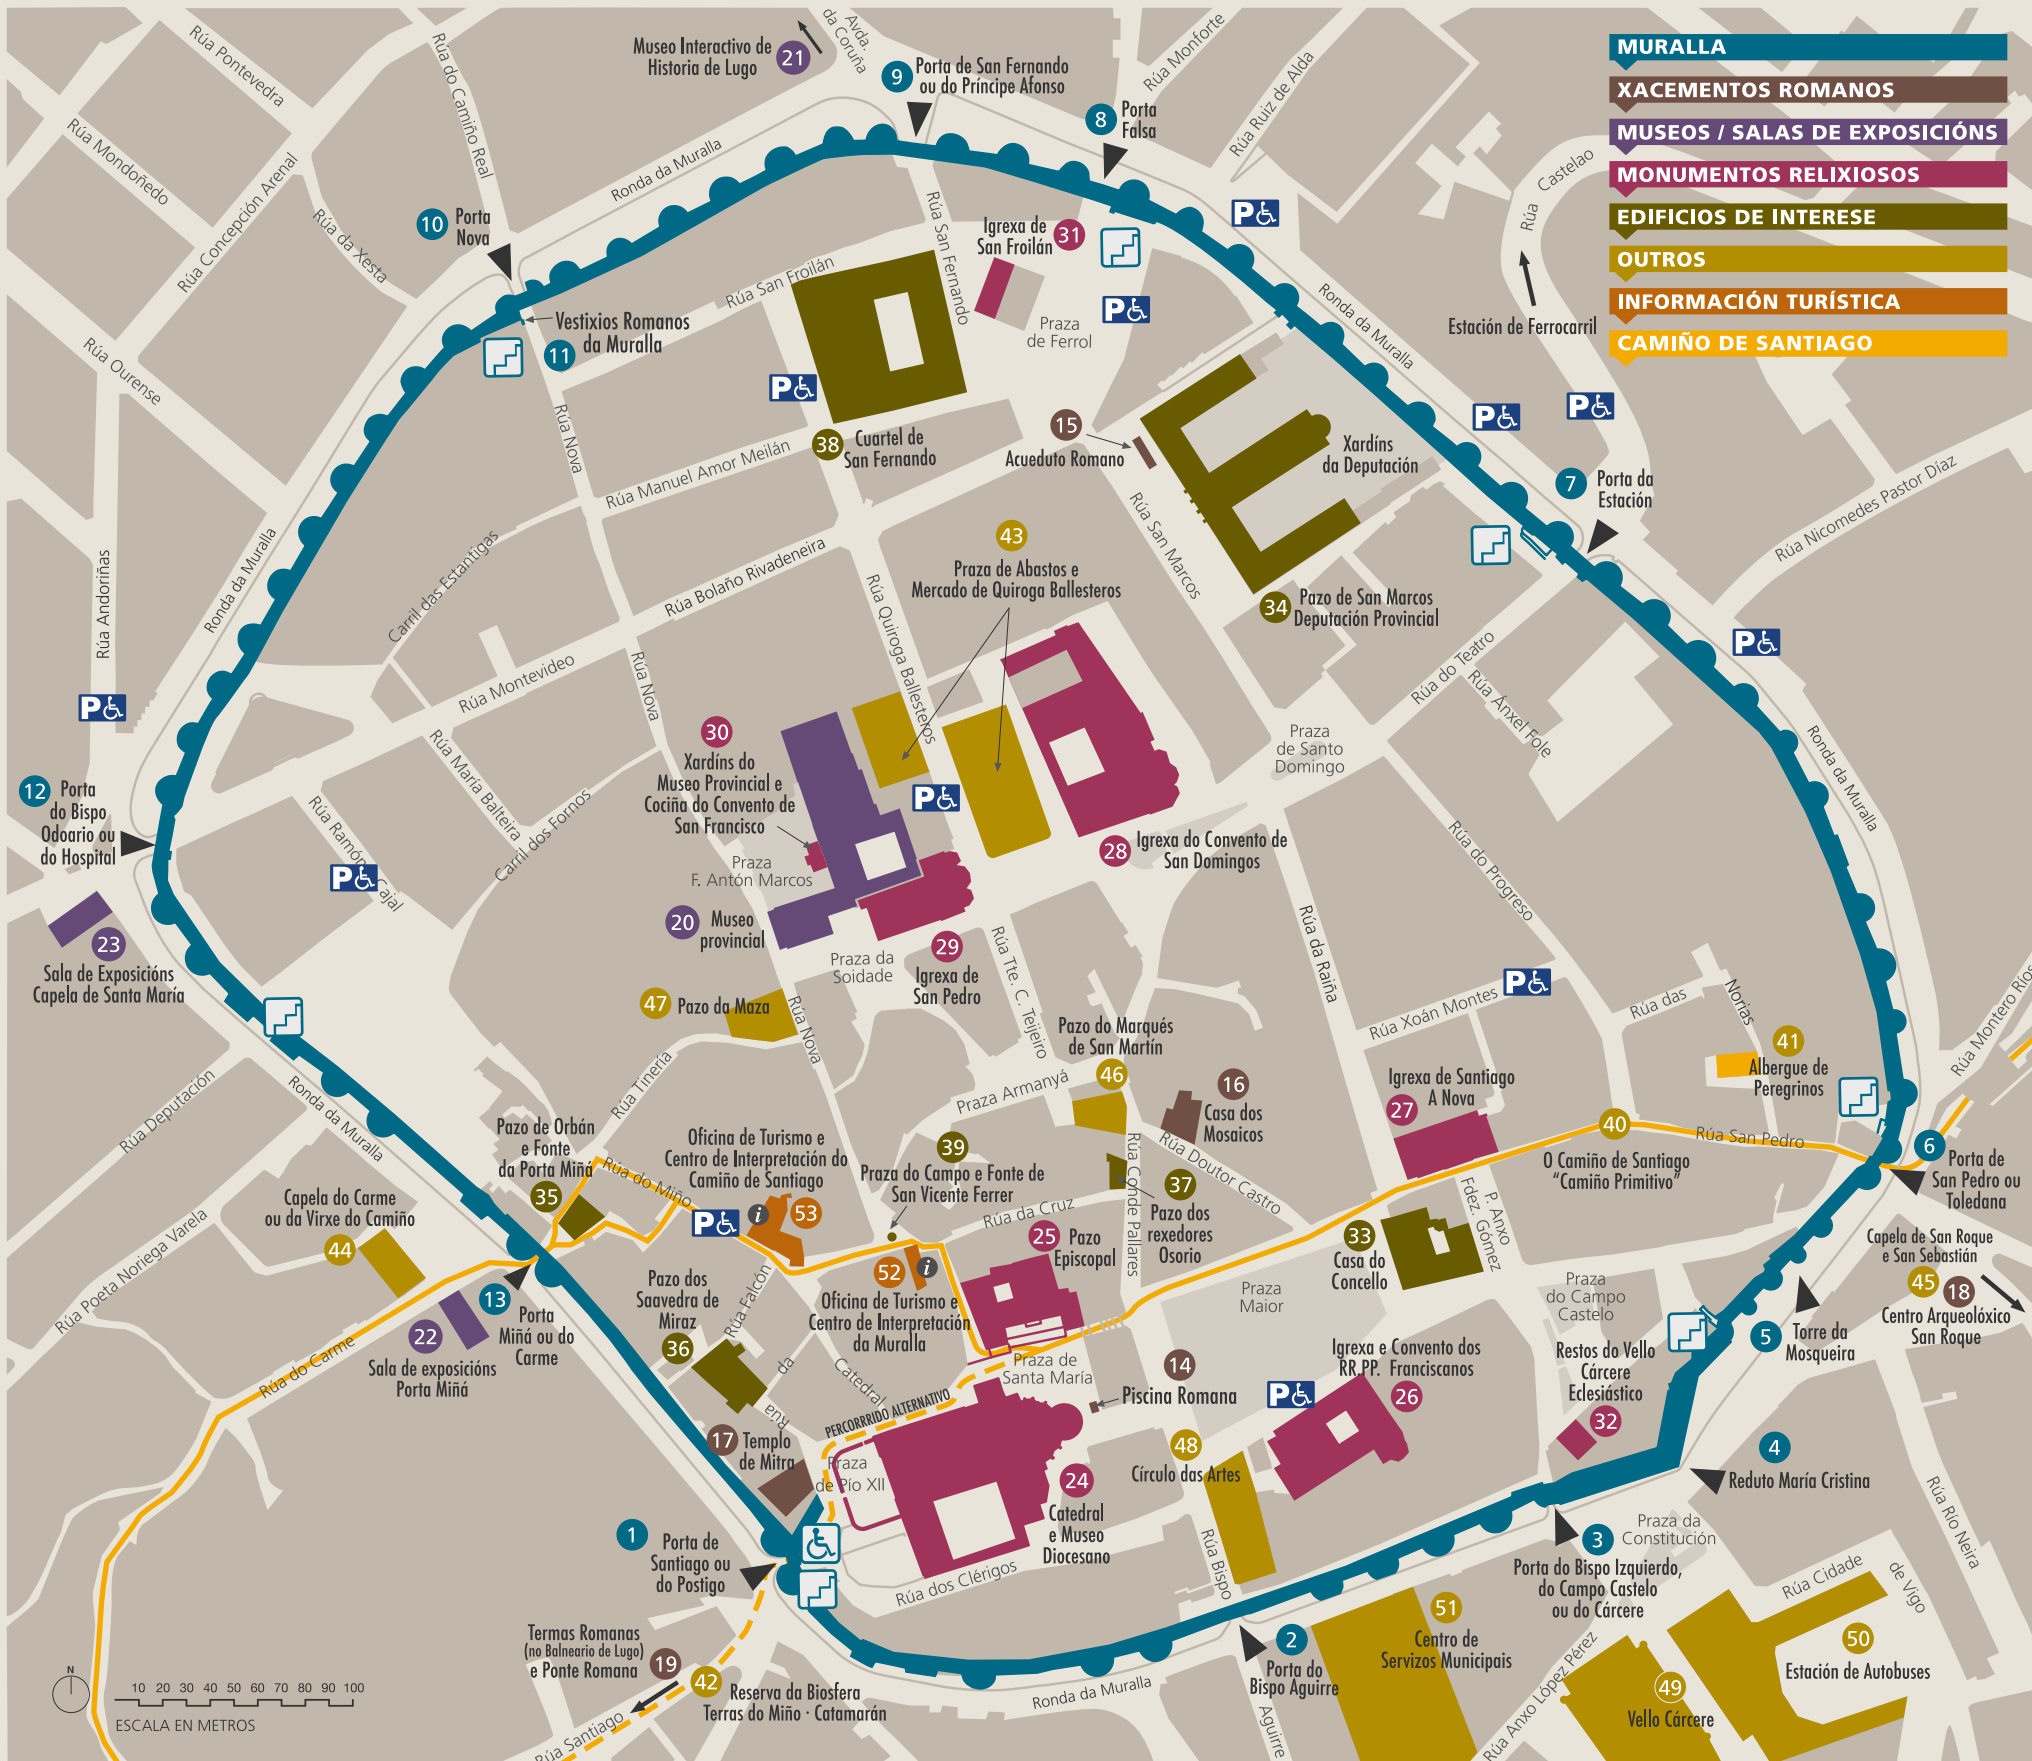 MURALLA
XACEMENTOS ROMANOS
MUSEOS / SALAS DE EXPOSICIÓNS
MONUMENTOS RELIXIOSOS
EDIFICIOS DE INTERESE
OUTROS
INFORMACIÓN TURÍSTICA
CAMIÑO DE SANTIAGO
Rúa Pontevedra
Rúa Mondoñedo
Rúa do Camiño Real
Rúa Concepción Arenal
Rúa da Xesta
Rúa Ourense
Rúa Andoriñas
Museo Interactivo de
Historia de Lugo
21
Avda.
da Coruña
9
Porta de San Fernando
ou do Príncipe Afonso
8
Porta
Falsa
Rúa Monforte
Rúa Ruiz de Alda
Rúa Castelao
Estación de Ferrocarril
Ronda da Muralla
10
Porta
Nova
Vestixios Romanos
da Muralla
11
Rúa San Froilán
Rúa San Fernando
Igrexa de
San Froilán
31
Praza
de Ferrol
P
P
P
P
P
P
Ronda da Muralla
38
Cuartel de
San Fernando
15
Acueduto Romano
Xardíns
da Deputación
7
Porta da
Estación
Rúa Nicomedes Pastor Díaz
Rúa Nova
Rúa Manuel Amor Meilán
Carril das Estantigas
Rúa Bolaño Rivadeneira
Rúa San Marcos
43
Praza de Abastos e
Mercado de Quiroga Ballesteros
34
Pazo de San Marcos
Deputación Provincial
Rúa Quiroga Ballesteros
Ronda da Muralla
Rúa do Teatro
Rúa Ánxel Fole
P
Rúa Montevideo
Rúa Nova
Rúa María Balteira
Carril dos Fornos
Rúa Ramón Cajal
P
12
Porta
do Bispo
Odoario ou
do Hospital
30
Xardíns do
Museo Provincial e
Cociña do Convento de
San Francisco
P
Praza
F. Antón Marcos
20
Museo
provincial
Praza
de Santo
Domingo
28
Igrexa do Convento de
San Domingos
Ronda da Muralla
Rúa do Progreso
Rúa da Raiña
29
Igrexa de
San Pedro
Praza da
Soidade
Rúa Tte. C. Teijeiro
23
Sala de Exposicións
Capela de Santa María
P
47
Pazo da Maza
Rúa Nova
Rúa Tinería
Rúa Deputación
Ronda da Muralla
Rúa Xoán Montes
P
Rúa das
Norias
Rúa Montero Ríos
41
Albergue de
Peregrinos
Pazo do Marqués
de San Martín
46
Praza Armanyá
16
Casa dos
Mosaicos
Rúa Doutor Castro
Rúa Conde Pallares
Igrexa de Santiago
A Nova
27
40
Rúa San Pedro
O Camiño de Santiago
"Camiño Primitivo"
6
Porta de
San Pedro ou
Toledana
Pazo de Orbán
e Fonte
da Porta Miñá
35
Rúa do Miño
Oficina de Turismo e
Centro de Interpretación do
Camiño de Santiago
i
53
P
39
Praza do Campo e Fonte de
San Vicente Ferrer
Rúa da Cruz
37
Pazo dos
rexedores
Osorio
25
Pazo
Episcopal
33
Casa do
Concello
P. Anxo
Fdez. Gómez
Praza
Maior
Praza
do Campo
Castelo
Capela de San Roque
e San Sebastián
45
18
Centro Arqueolóxico
San Roque
Capela do Carme
ou da Virxe do Camiño
44
Rúa Poeta Noriega Varela
13
Porta
Miñá ou do
Carme
22
Sala de exposicións
Porta Miñá
Rúa do Carme
Pazo dos
Saavedra de
Miraz
36
Rúa Falcón
52
i
Oficina de Turismo e
Centro de Interpretación
da Muralla
Rúa
da
Catedral
PERCORRRIDO ALTERNATIVO
Praza de
Santa María
14
Piscina Romana
Igrexa e Convento dos
RR.PP. Franciscanos
26
P
Restos do Vello
Cárcere
Eclesiástico
32
5
Torre da
Mosqueira
4
Reduto María Cristina
17
Templo
de Mitra
Praza
de Pío XII
24
Catedral
e Museo
Diocesano
48
Círculo das Artes
Rúa Bispo
Aguirre
Rúa dos Clérigos
1
Porta de
Santiago ou
do Postigo
Termas Romanas
(no Balneario de Lugo)
e Ponte Romana
19
42
Reserva da Biosfera
Terras do Miño · Catamarán
Rúa Santiago
Ronda da Muralla
2
Porta do
Bispo Aguirre
51
Centro de
Servizos Municipais
3
Porta do Bispo Izquierdo,
do Campo Castelo
ou do Cárcere
Praza da
Constitución
Rúa Río Neira
Rúa Cidade
de Vigo
Rúa Anxo López Pérez
49
Vello Cárcere
50
Estación de Autobuses
N
10 20 30 40 50 60 70 80 90 100
ESCALA EN METROS